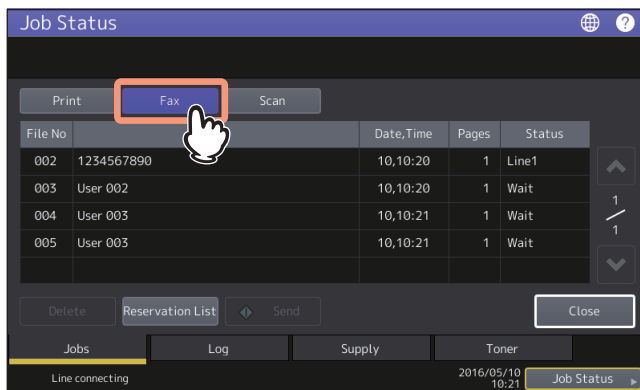 Job Status ?
Print Fax Scan
File No Date,Time Pages Status
002 1234567890 10,10:20 1 Line1
003 User 002 10,10:20 1 Wait
004 User 003 10,10:21 1 Wait
005 User 003 10,10:21 1 Wait
1
1
Delete Reservation List Send Close
Jobs Log Supply Toner
Line connecting 2016/05/10
10:21 Job Status